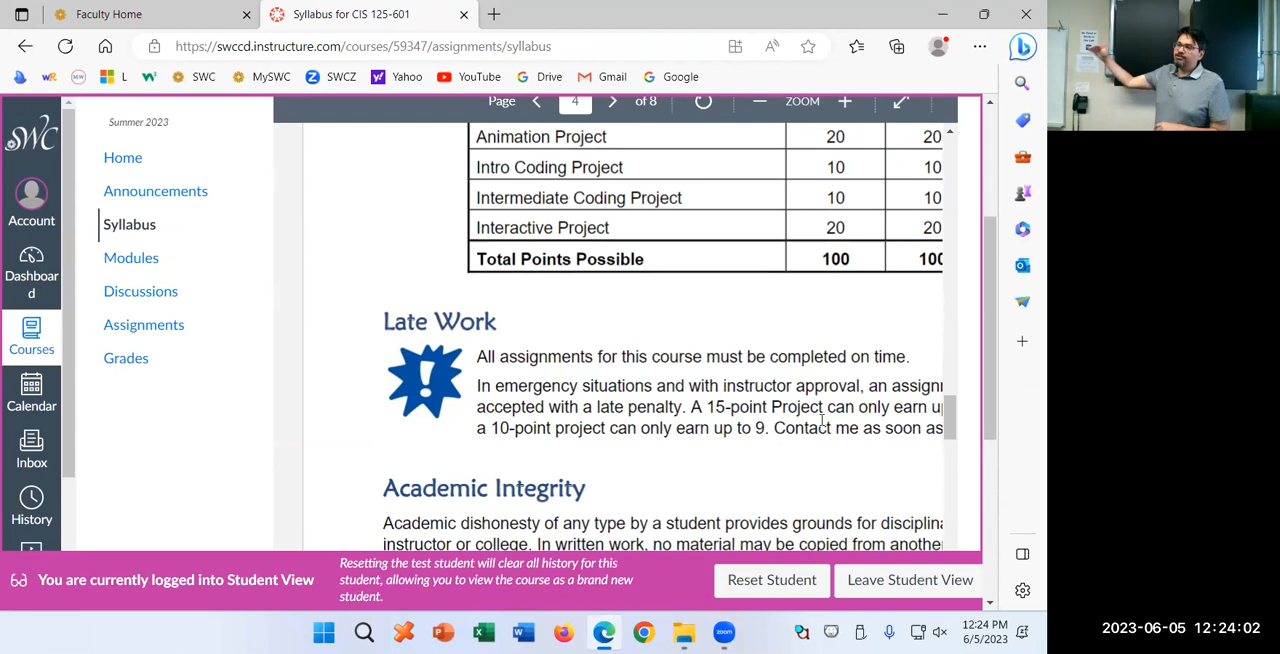 Faculty Home
Syllabus for CIS 125-601
https://swccd.instructure.com/courses/59347/assignments/syllabus
L
SWC
MySWC
SWCZ
Yahoo
YouTube
Drive
Gmail
Google
SWC
Account
Dashboar
d
Courses
Calendar
Inbox
History
Summer 2023
Home
Announcements
Syllabus
Modules
Discussions
Assignments
Grades
Page 4 of 8 ZOOM
Animation Project 20 20
Intro Coding Project 10 10
Intermediate Coding Project 10 10
Interactive Project 20 20
Total Points Possible 100 100
Late Work
All assignments for this course must be completed on time.
In emergency situations and with instructor approval, an assignm
accepted with a late penalty. A 15-point Project can only earn u
a 10-point project can only earn up to 9. Contact me as soon as
Academic Integrity
Academic dishonesty of any type by a student provides grounds for disciplina
instructor or college. In written work, no material may be copied from another
You are currently logged into Student View
Resetting the test student will clear all history for this
student, allowing you to view the course as a brand new
student.
Reset Student
Leave Student View
zoom
12:24 PM
6/5/2023
2023-06-05 12:24:02